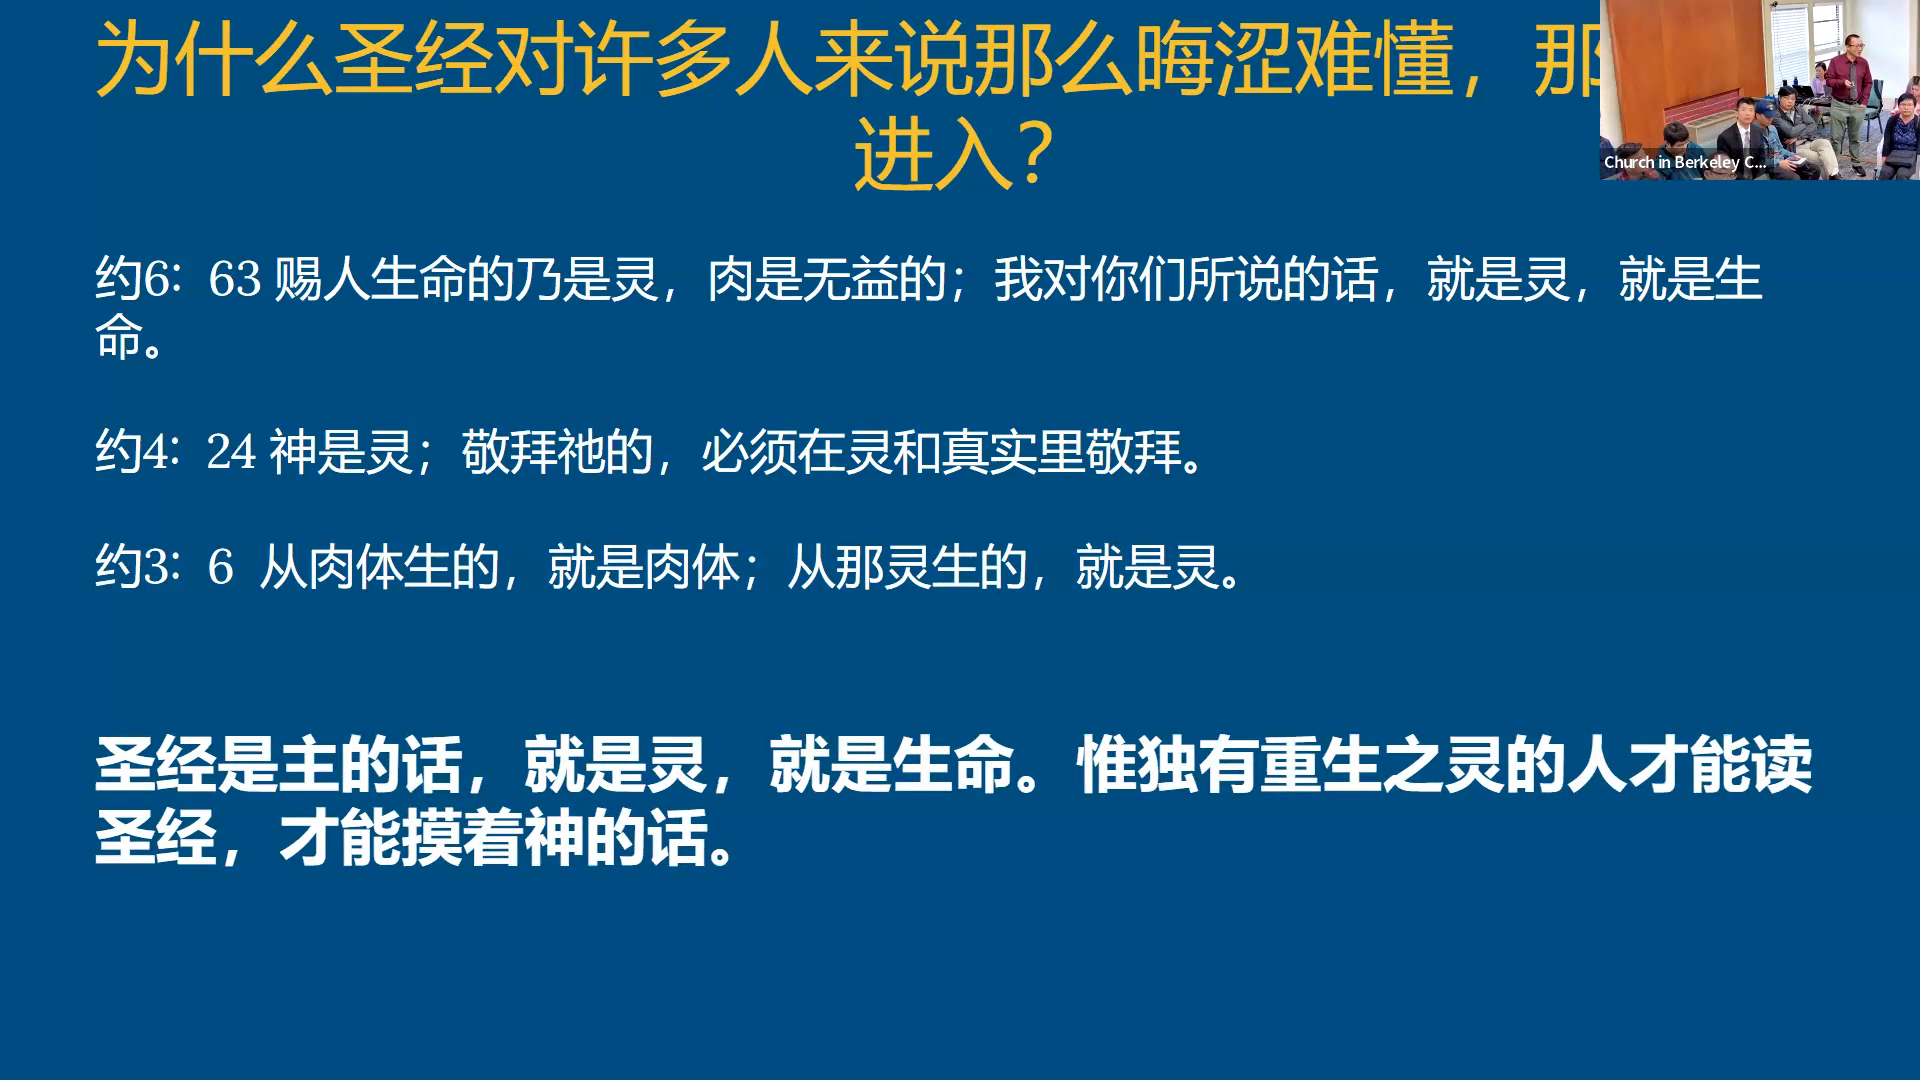 为什么圣经对许多人来说那么晦涩难懂，那
进入？
Church in Berkeley C...
约6：63 赐人生命的乃是灵，肉是无益的；我对你们所说的话，就是灵，就是生
命。
约4：24 神是灵；敬拜祂的，必须在灵和真实里敬拜。
约3：6 从肉体生的，就是肉体；从那灵生的，就是灵。
圣经是主的话，就是灵，就是生命。惟独有重生之灵的人才能读
圣经，才能摸着神的话。